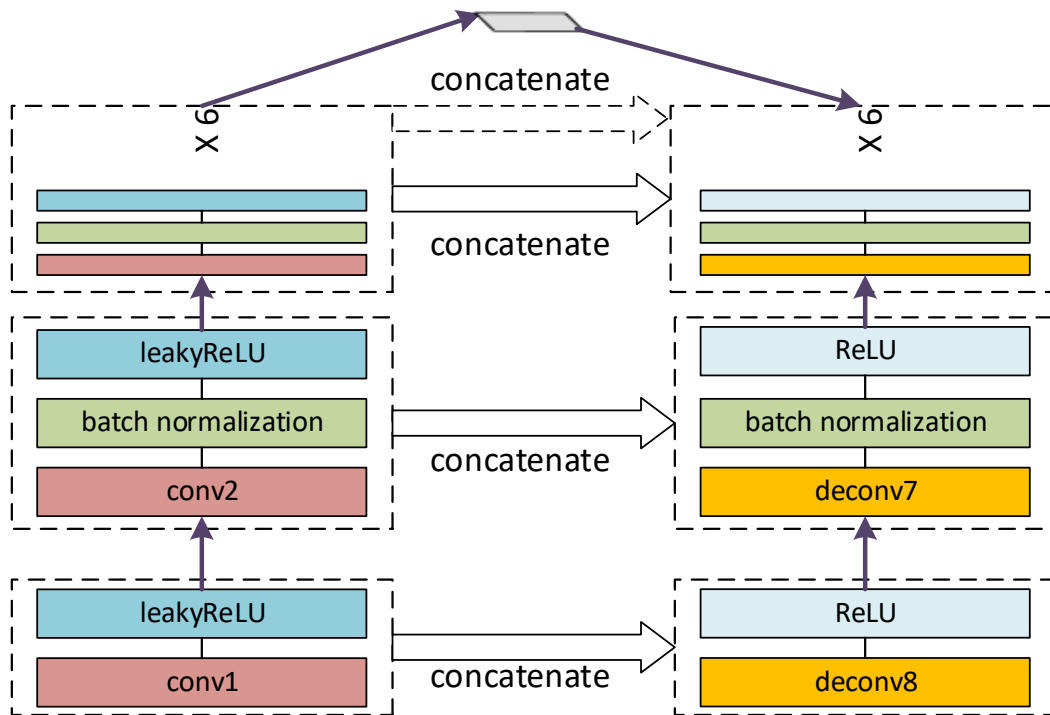 concatenate
X 6
X 6
concatenate
leakyReLU
ReLU
batch normalization
batch normalization
concatenate
conv2
deconv7
leakyReLU
ReLU
concatenate
conv1
deconv8